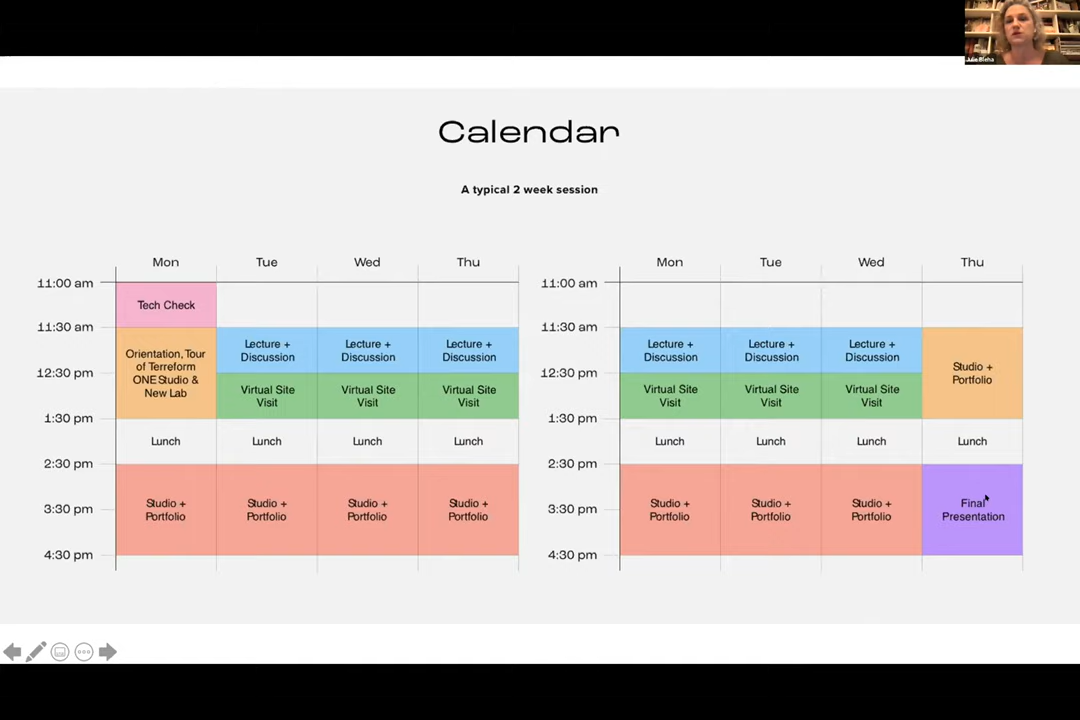 Julie Bleha
Calendar
A typical 2 week session
Mon Tue Wed Thu
11:00 am
Tech Check
11:30 am
Orientation, Tour
of Terreform
ONE Studio &
New Lab
Lecture +
Discussion
Lecture +
Discussion
Lecture +
Discussion
12:30 pm
Virtual Site
Visit
Virtual Site
Visit
Virtual Site
Visit
1:30 pm
Lunch Lunch Lunch Lunch
2:30 pm
Studio +
Portfolio
Studio +
Portfolio
Studio +
Portfolio
Studio +
Portfolio
3:30 pm
4:30 pm
Mon Tue Wed Thu
11:00 am
11:30 am
Lecture +
Discussion
Lecture +
Discussion
Lecture +
Discussion
Studio +
Portfolio
12:30 pm
Virtual Site
Visit
Virtual Site
Visit
Virtual Site
Visit
1:30 pm
Lunch Lunch Lunch Lunch
2:30 pm
Studio +
Portfolio
Studio +
Portfolio
Studio +
Portfolio
Final
Presentation
3:30 pm
4:30 pm